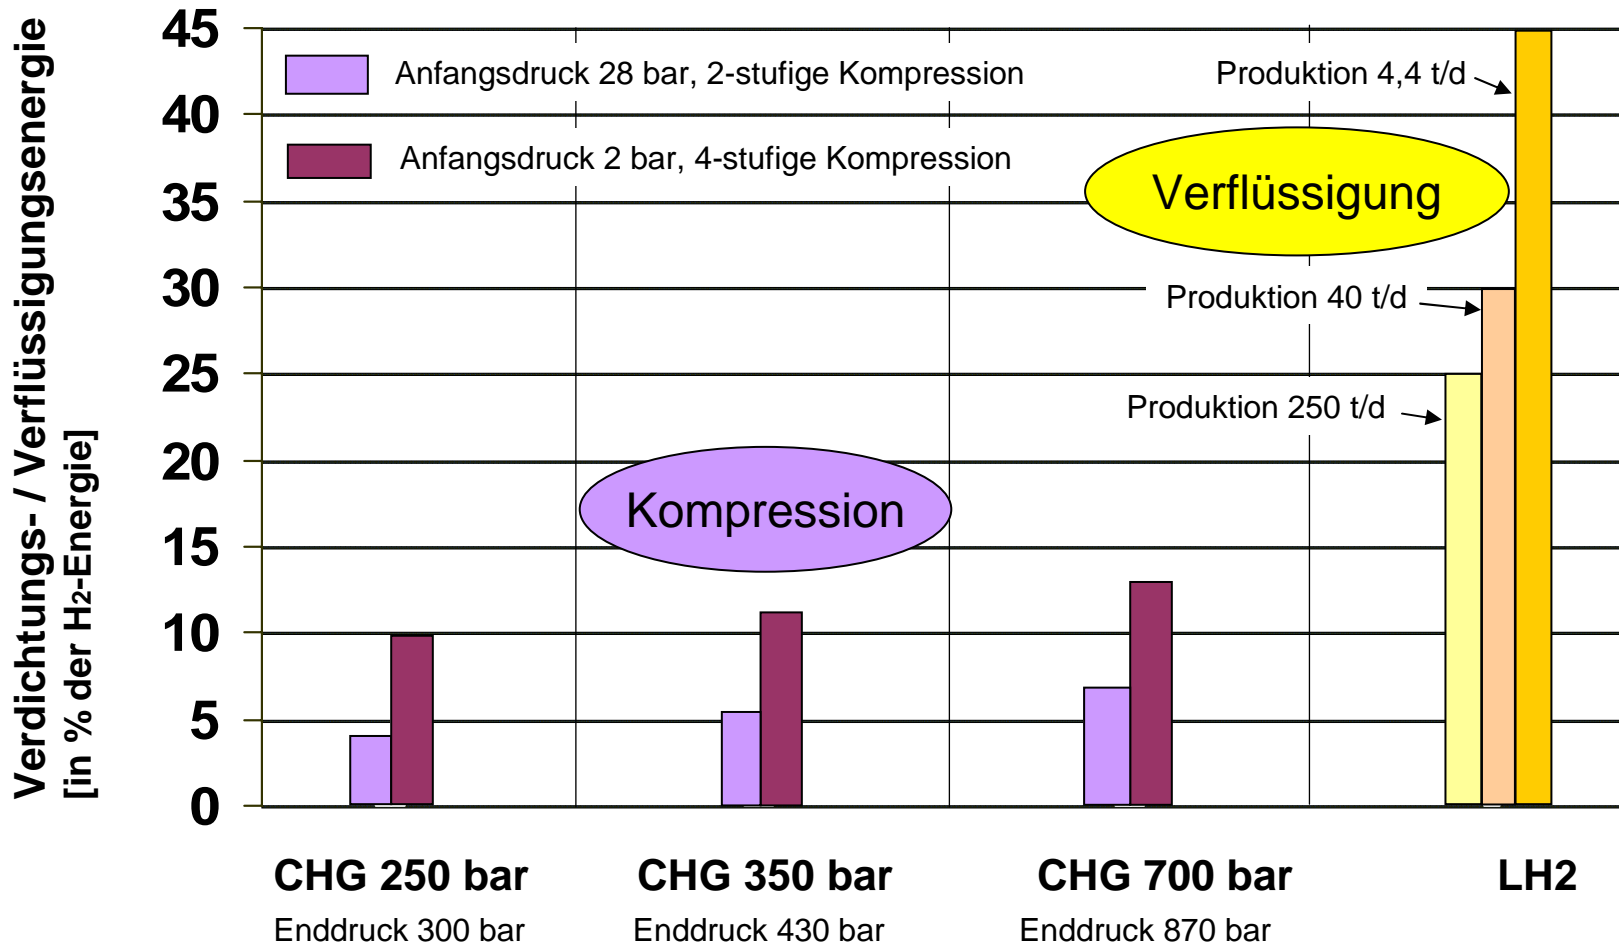 Verdichtungs- / Verflüssigungsenergie
[in % der H2-Energie]
45
40
35
30
25
20
15
10
5
0
Anfangsdruck 28 bar, 2-stufige Kompression
Anfangsdruck 2 bar, 4-stufige Kompression
Produktion 4,4 t/d
Verflüssigung
Produktion 40 t/d
Produktion 250 t/d
Kompression
CHG 250 bar
CHG 350 bar
CHG 700 bar
LH2
Enddruck 300 bar
Enddruck 430 bar
Enddruck 870 bar